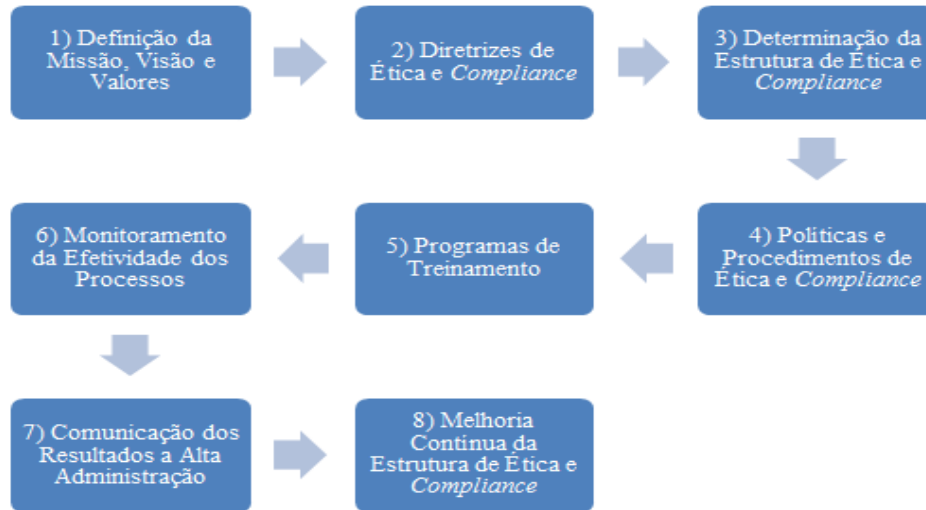 1) Definição da
Missão, Visão e
Valores
2) Diretrizes de
Ética e Compliance
3) Determinação da
Estrutura de Ética e
Compliance
4) Políticas e
Procedimentos de
Ética e Compliance
5) Programas de
Treinamento
6) Monitoramento
da Efetividade dos
Processos
7) Comunicação dos
Resultados a Alta
Administração
8) Melhoria
Continua da
Estrutura de Ética e
Compliance